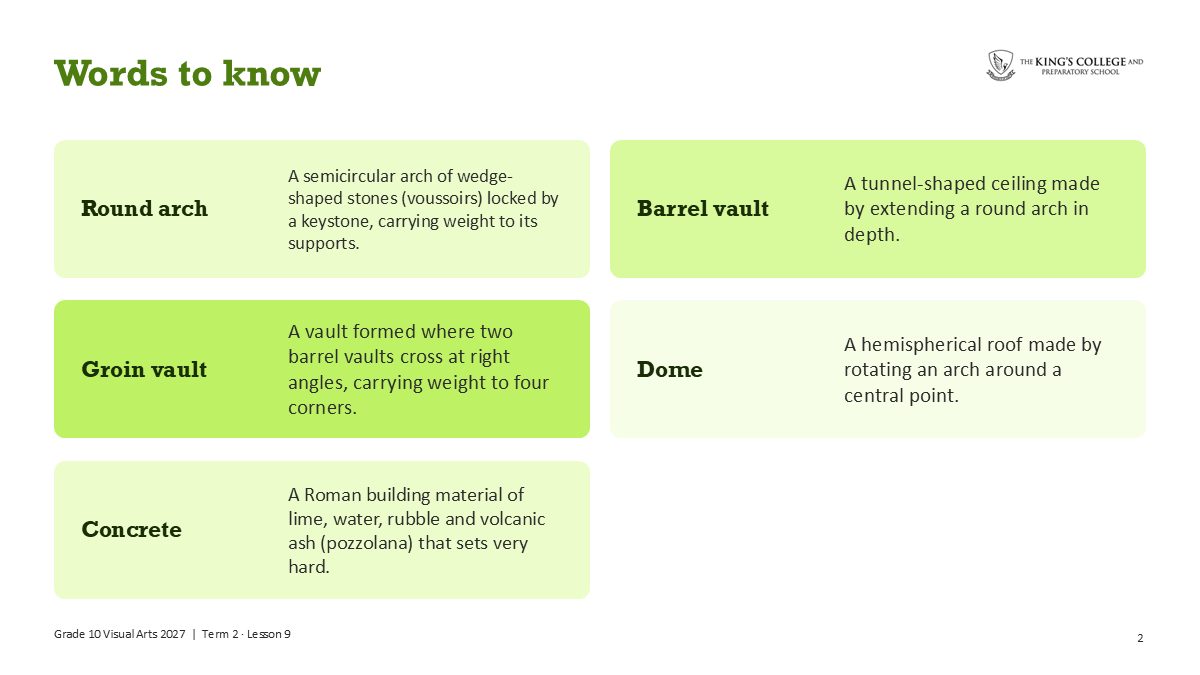 Words to know
THE KING'S COLLEGE AND
PREPARATORY SCHOOL
Round arch
A semicircular arch of wedge-
shaped stones (voussoirs) locked by
a keystone, carrying weight to its
supports.
Barrel vault
A tunnel-shaped ceiling made
by extending a round arch in
depth.
Groin vault
A vault formed where two
barrel vaults cross at right
angles, carrying weight to four
corners.
Dome
A hemispherical roof made by
rotating an arch around a
central point.
Concrete
A Roman building material of
lime, water, rubble and volcanic
ash (pozzolana) that sets very
hard.
Grade 10 Visual Arts 2027 | Term 2 · Lesson 9
2